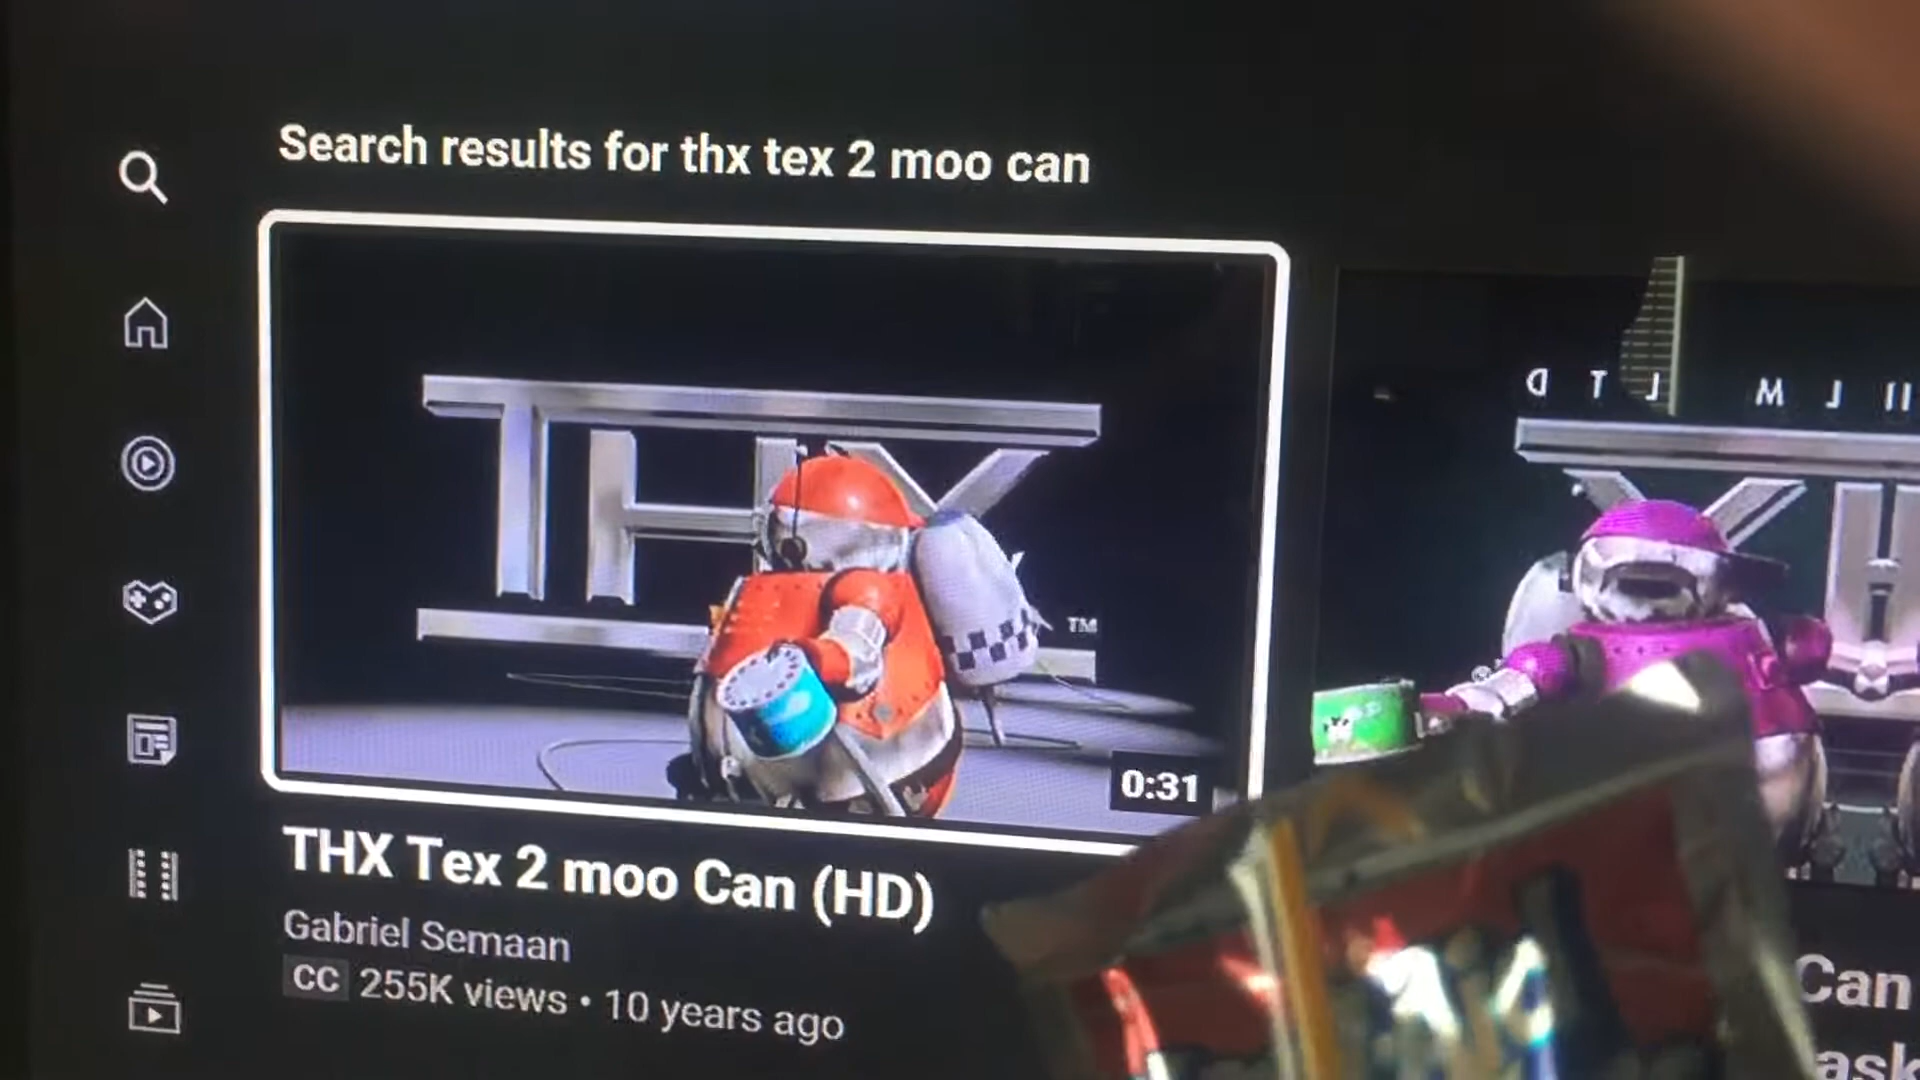 Search results for thx tex 2 moo can
THX
TM
0:31
THX Tex 2 moo Can (HD)
Gabriel Semaan
CC 255K views • 10 years ago
Can